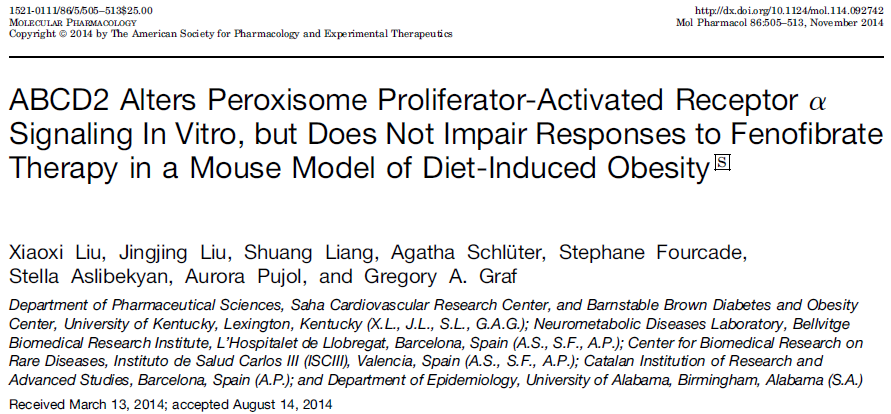 1521-0111/86/5/505–513$25.00
http://dx.doi.org/10.1124/mol.114.092742
MOLECULAR PHARMACOLOGY
Mol Pharmacol 86:505–513, November 2014
Copyright © 2014 by The American Society for Pharmacology and Experimental Therapeutics
ABCD2 Alters Peroxisome Proliferator-Activated Receptor α
Signaling In Vitro, but Does Not Impair Responses to Fenofibrate
Therapy in a Mouse Model of Diet-Induced Obesity S
Xiaoxi Liu, Jingjing Liu, Shuang Liang, Agatha Schlüter, Stephane Fourcade,
Stella Aslibekyan, Aurora Pujol, and Gregory A. Graf
Department of Pharmaceutical Sciences, Saha Cardiovascular Research Center, and Barnstable Brown Diabetes and Obesity
Center, University of Kentucky, Lexington, Kentucky (X.L., J.L., S.L., G.A.G.); Neurometabolic Diseases Laboratory, Bellvitge
Biomedical Research Institute, L'Hospitalet de Llobregat, Barcelona, Spain (A.S., S.F., A.P.); Center for Biomedical Research on
Rare Diseases, Instituto de Salud Carlos III (ISCIII), Valencia, Spain (A.S., S.F., A.P.); Catalan Institution of Research and
Advanced Studies, Barcelona, Spain (A.P.); and Department of Epidemiology, University of Alabama, Birmingham, Alabama (S.A.)
Received March 13, 2014; accepted August 14, 2014